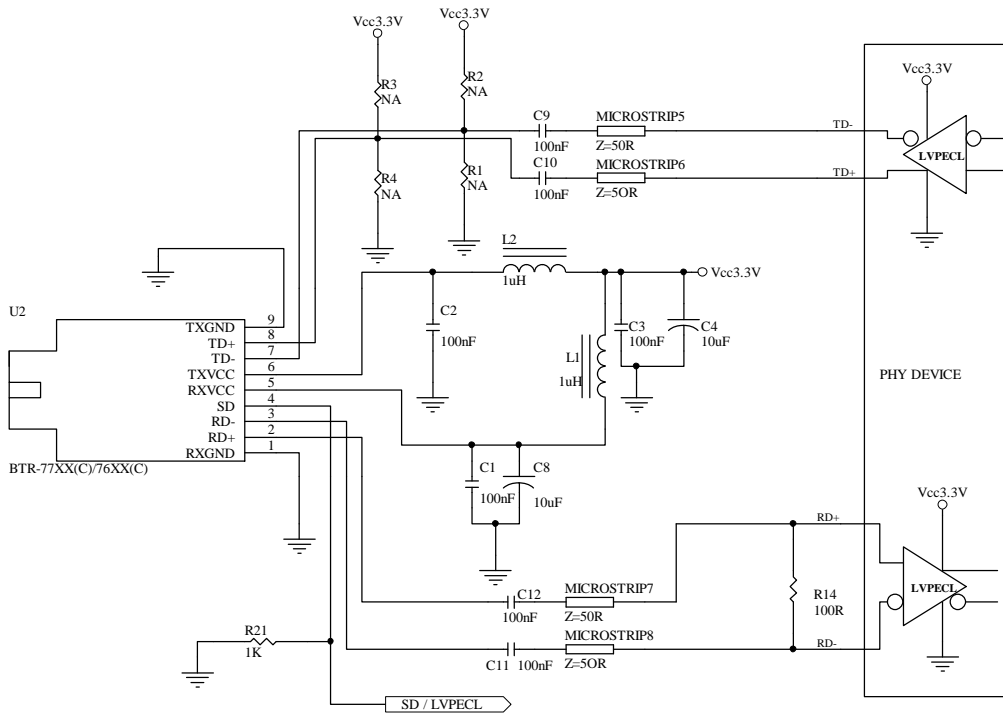 Vcc3.3V
Vcc3.3V
R3
NA
R2
NA
R4
NA
R1
NA
C9
100nF
MICROSTRIP5
Z=50R
C10
100nF
MICROSTRIP6
Z=5OR
TD-
TD+
Vcc3.3V
LVPECL
L2
1uH
Vcc3.3V
C2
100nF
C3
100nF
C4
10uF
L1
1uH
PHY DEVICE
U2
TXGND 9
TD+ 8
TD- 7
TXVCC 6
RXVCC 5
SD 4
RD- 3
RD+ 2
RXGND 1
BTR-77XX(C)/76XX(C)
C1
100nF
C8
10uF
Vcc3.3V
RD+
LVPECL
R14
100R
RD-
C12
100nF
MICROSTRIP7
Z=50R
C11
100nF
MICROSTRIP8
Z=5OR
R21
1K
SD / LVPECL